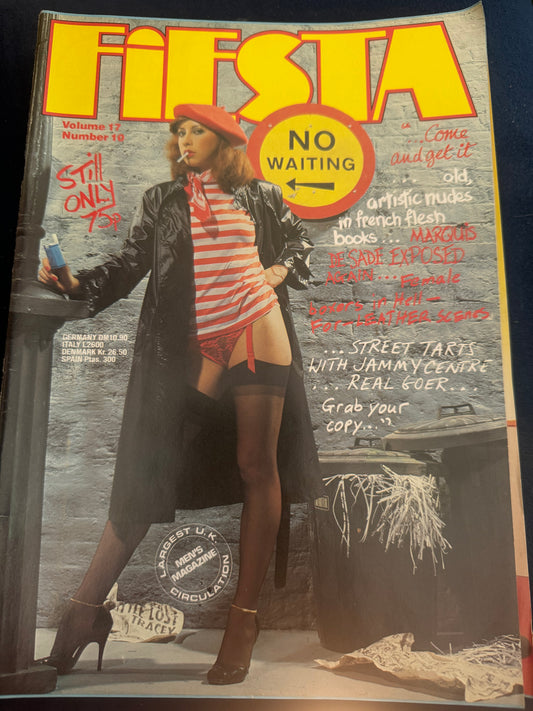 FiESTA
Volume 17
Number 10
Still
ONLY
75p
NO
WAITING
“...Come
and get it
... old,
artistic nudes
in french flesh
books... MARQUIS
DE SADE EXPOSED
AGAIN... Female
boxers in Hell —
For-LEATHER SCENES
... STREET TARTS
WITH JAMMY CENTRE
... REAL GOER...
Grab your
copy..."
GERMANY DM10.90
ITALY L2600
DENMARK Kr.26.50
SPAIN Ptas. 300
LARGEST U.K.
MEN'S
MAGAZINE
CIRCULATION
LOST
TRACEY